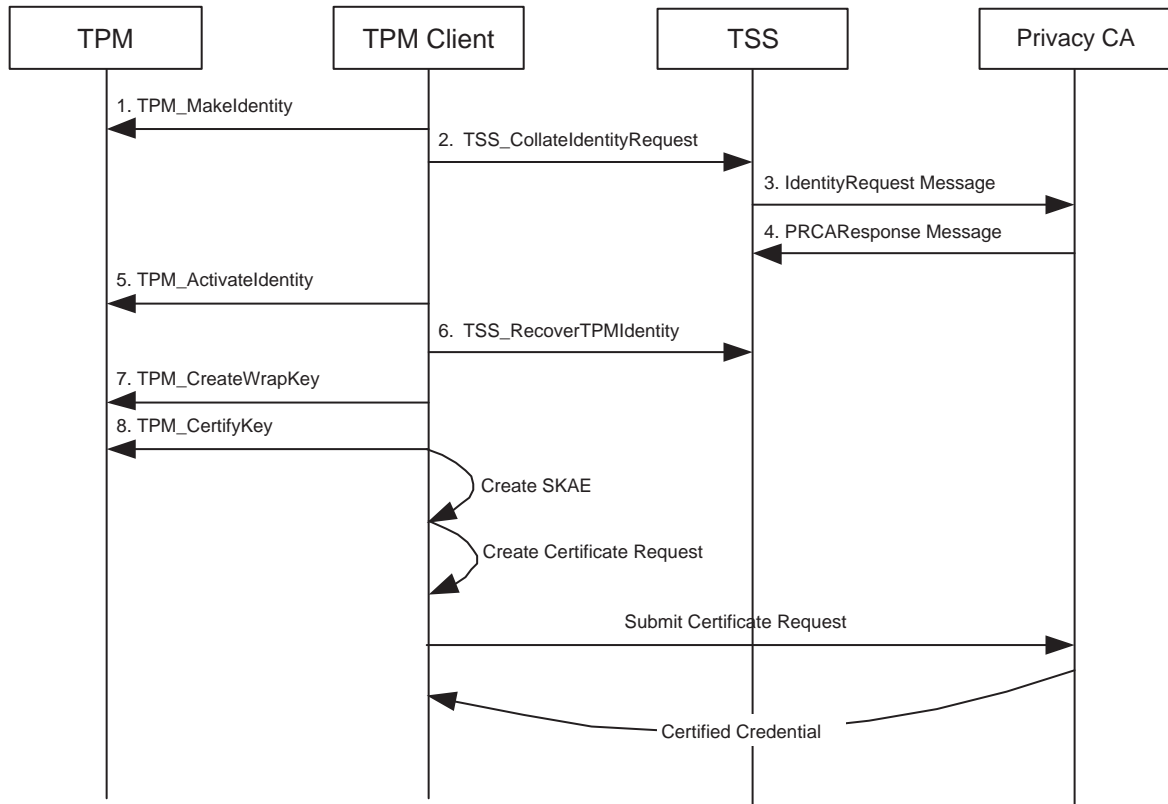 TPM
TPM Client
TSS
Privacy CA
1. TPM_MakeIdentity
2. TSS_CollateIdentityRequest
3. IdentityRequest Message
4. PRCAResponse Message
5. TPM_ActivateIdentity
6. TSS_RecoverTPMIdentity
7. TPM_CreateWrapKey
8. TPM_CertifyKey
Create SKAE
Create Certificate Request
Submit Certificate Request
Certified Credential